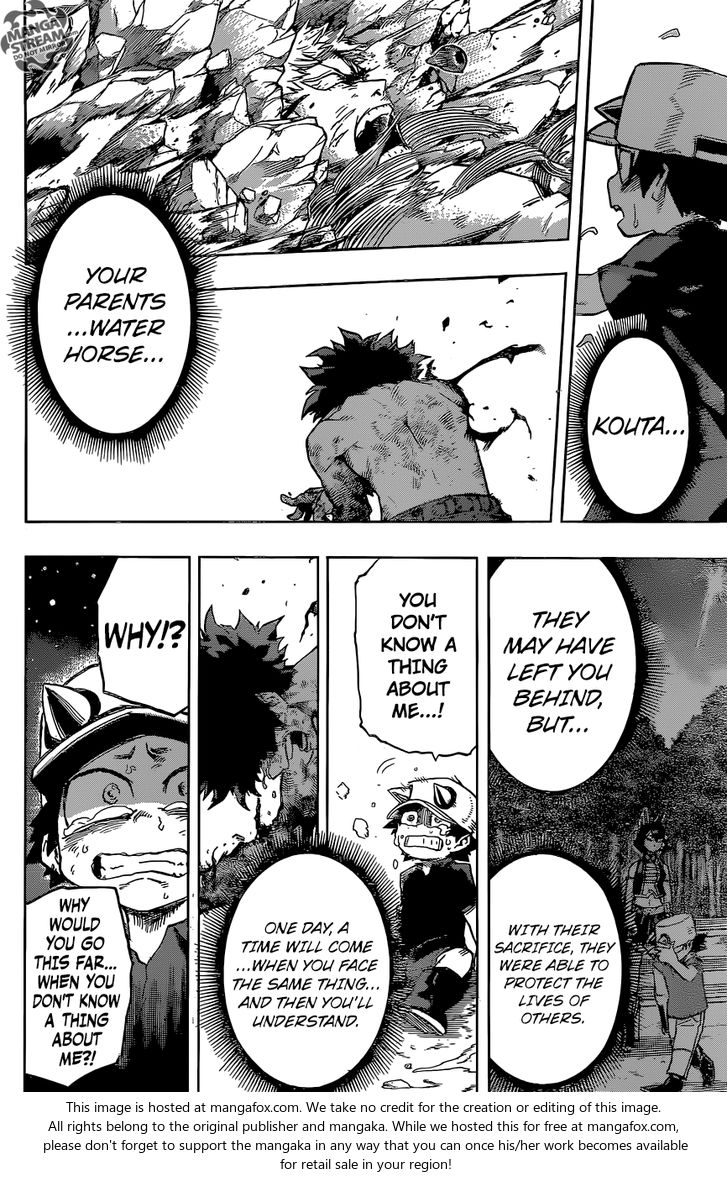 MANGA
STREAM
DO NOT MIRROR
KOUTA...
YOUR
PARENTS
...WATER
HORSE...
THEY
MAY HAVE
LEFT YOU
BEHIND,
BUT...
WITH THEIR
SACRIFICE, THEY
WERE ABLE TO
PROTECT THE
LIVES OF
OTHERS.
YOU
DON'T
KNOW A
THING
ABOUT
ME...!
ONE DAY, A
TIME WILL COME
...WHEN YOU FACE
THE SAME THING...
AND THEN YOU'LL
UNDERSTAND.
WHY!?
WHY
WOULD
YOU GO
THIS FAR...
WHEN YOU
DON'T KNOW
A THING
ABOUT
ME?!
This image is hosted at mangafox.com. We take no credit for the creation or editing of this image.
All rights belong to the original publisher and mangaka. While we hosted this for free at mangafox.com,
please don't forget to support the mangaka in any way that you can once his/her work becomes available
for retail sale in your region!